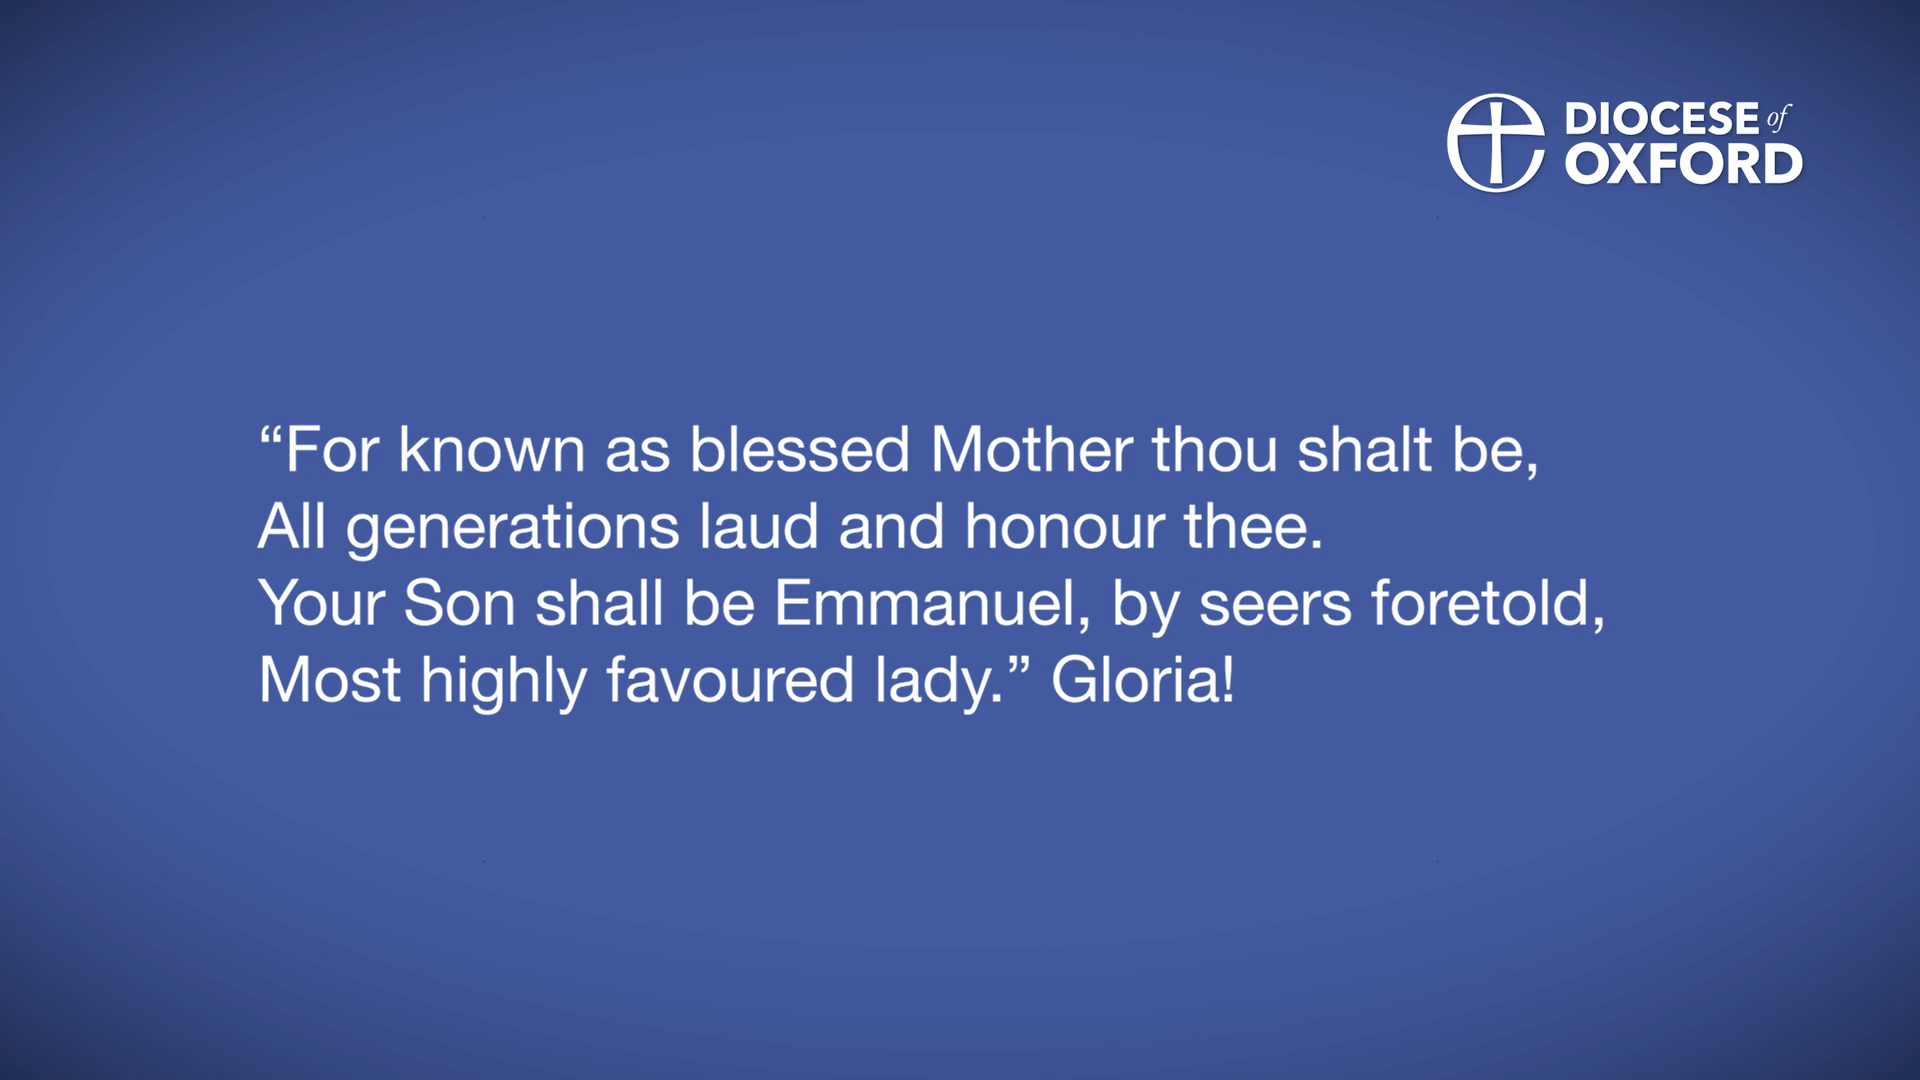 DIOCESE of
OXFORD
“For known as blessed Mother thou shalt be,
All generations laud and honour thee.
Your Son shall be Emmanuel, by seers foretold,
Most highly favoured lady.” Gloria!